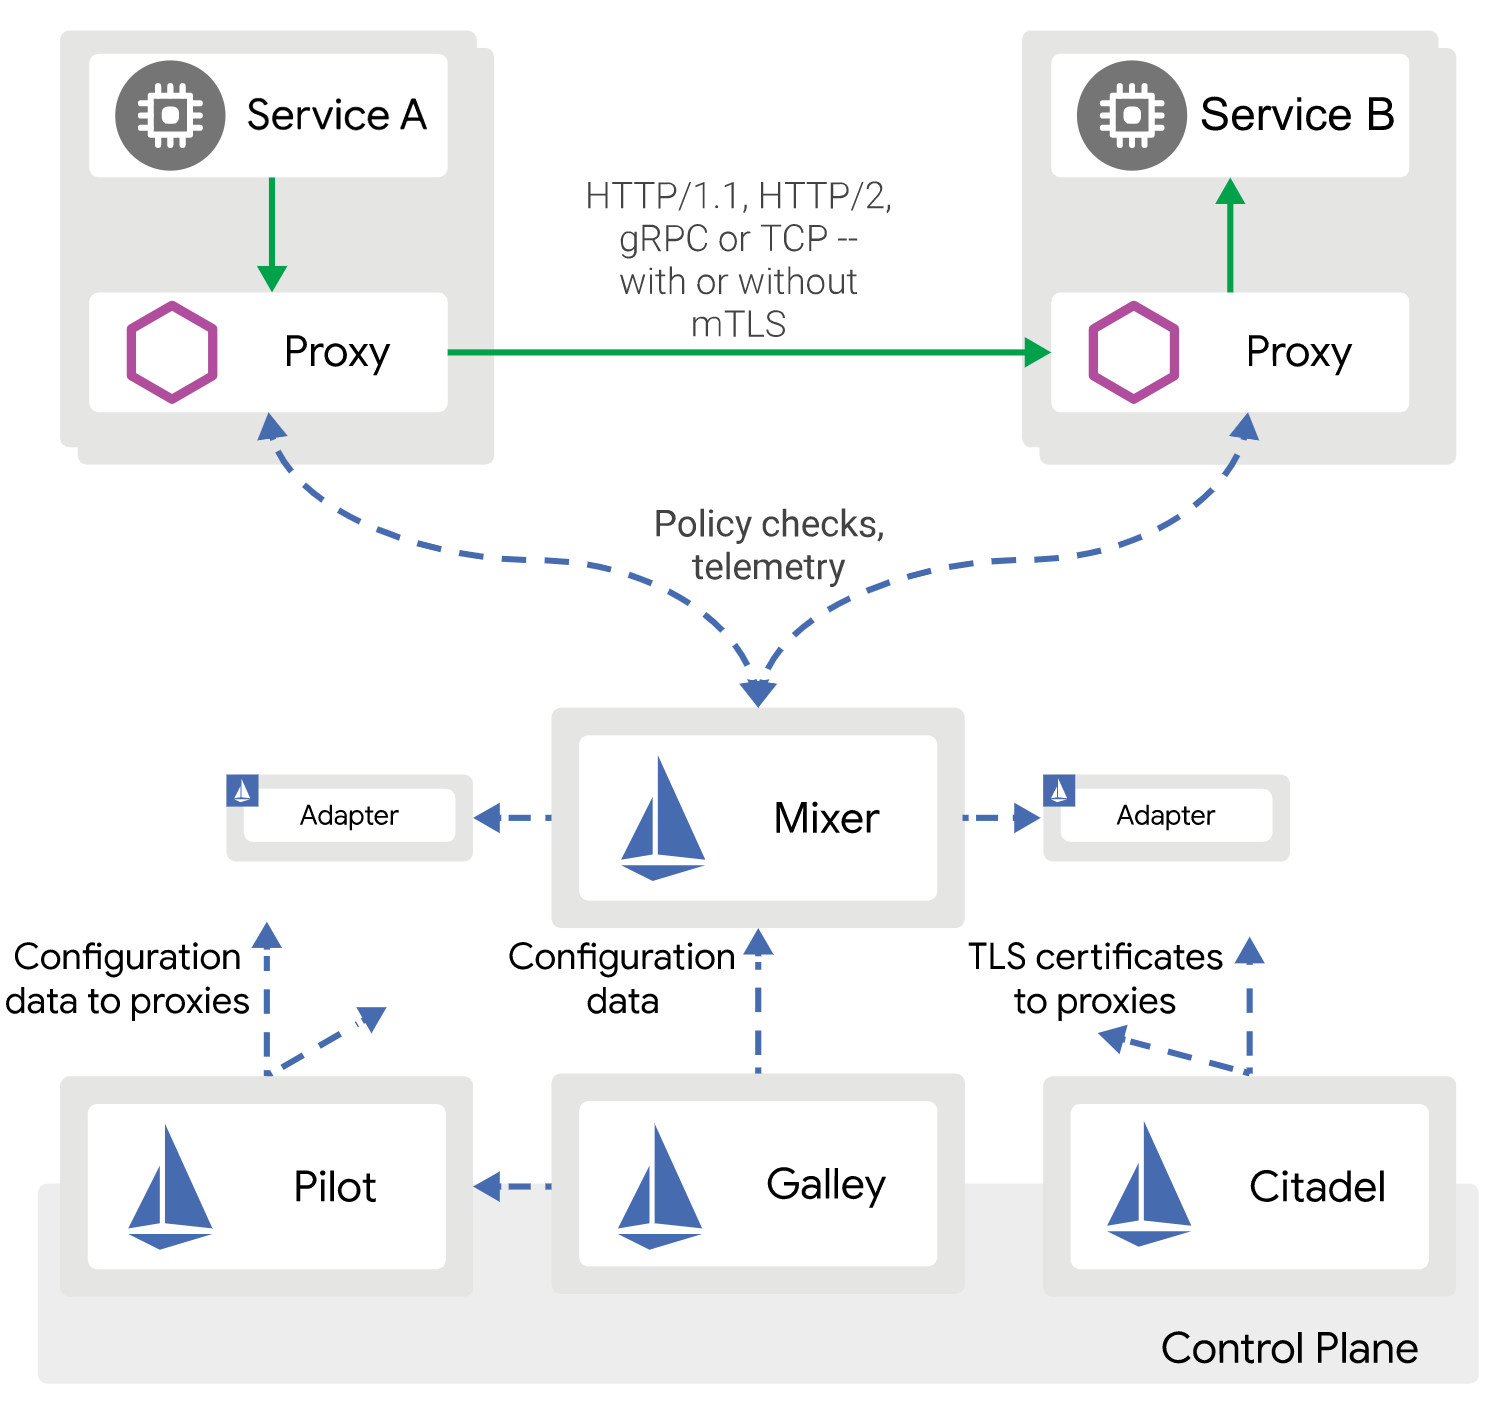 Service A
Service B
HTTP/1.1, HTTP/2,
gRPC or TCP --
with or without
mTLS
Proxy
Proxy
Policy checks,
telemetry
Adapter
Mixer
Adapter
Configuration
data to proxies
Configuration
data
TLS certificates
to proxies
Pilot
Galley
Citadel
Control Plane